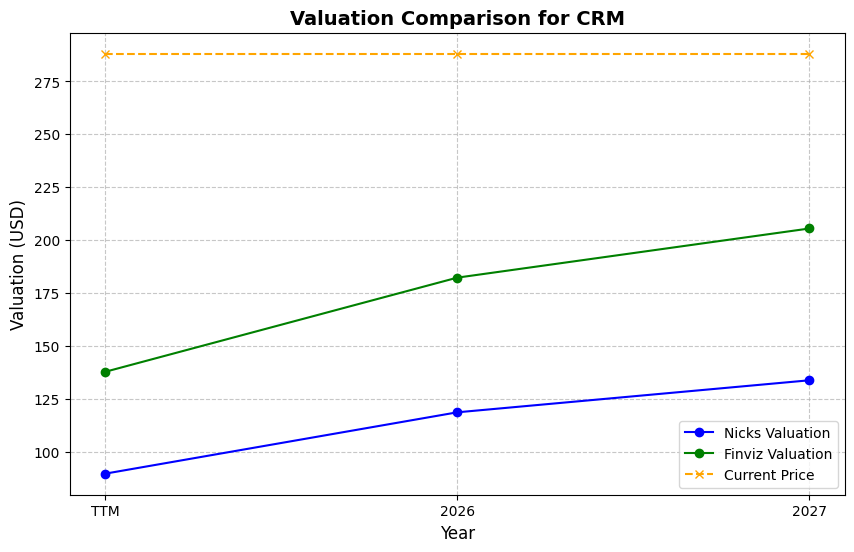 Valuation Comparison for CRM
Valuation (USD)
275
250
225
200
175
150
125
100
TTM
2026
2027
Year
Nicks Valuation
Finviz Valuation
Current Price